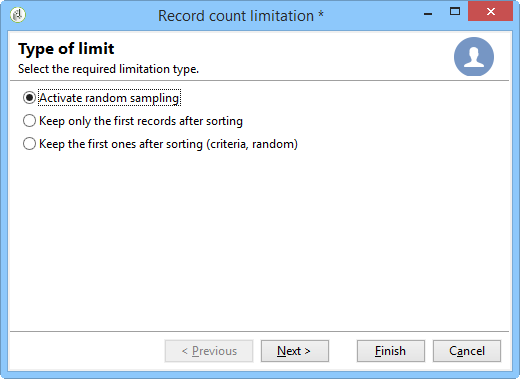 Record count limitation *
Type of limit
Select the required limitation type.
Activate random sampling
Keep only the first records after sorting
Keep the first ones after sorting (criteria, random)
< Previous Next > Finish Cancel